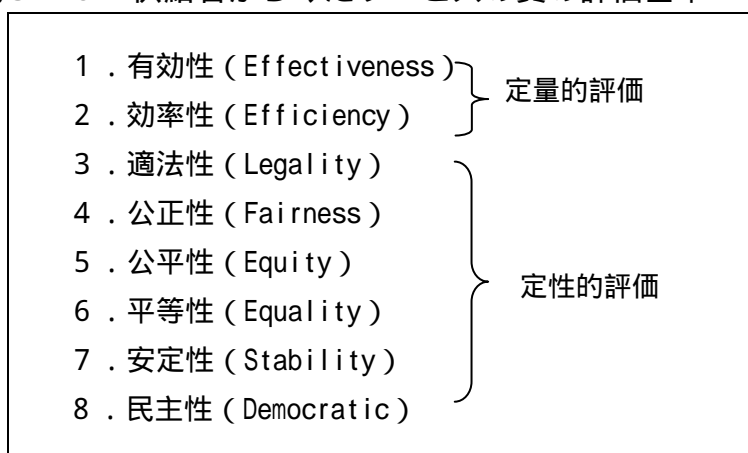 1．有効性（Effectiveness）
定量的評価
2．効率性（Efficiency）
3．適法性（Legality）
4．公正性（Fairness）
5．公平性（Equity）
定性的評価
6．平等性（Equality）
7．安定性（Stability）
8．民主性（Democratic）